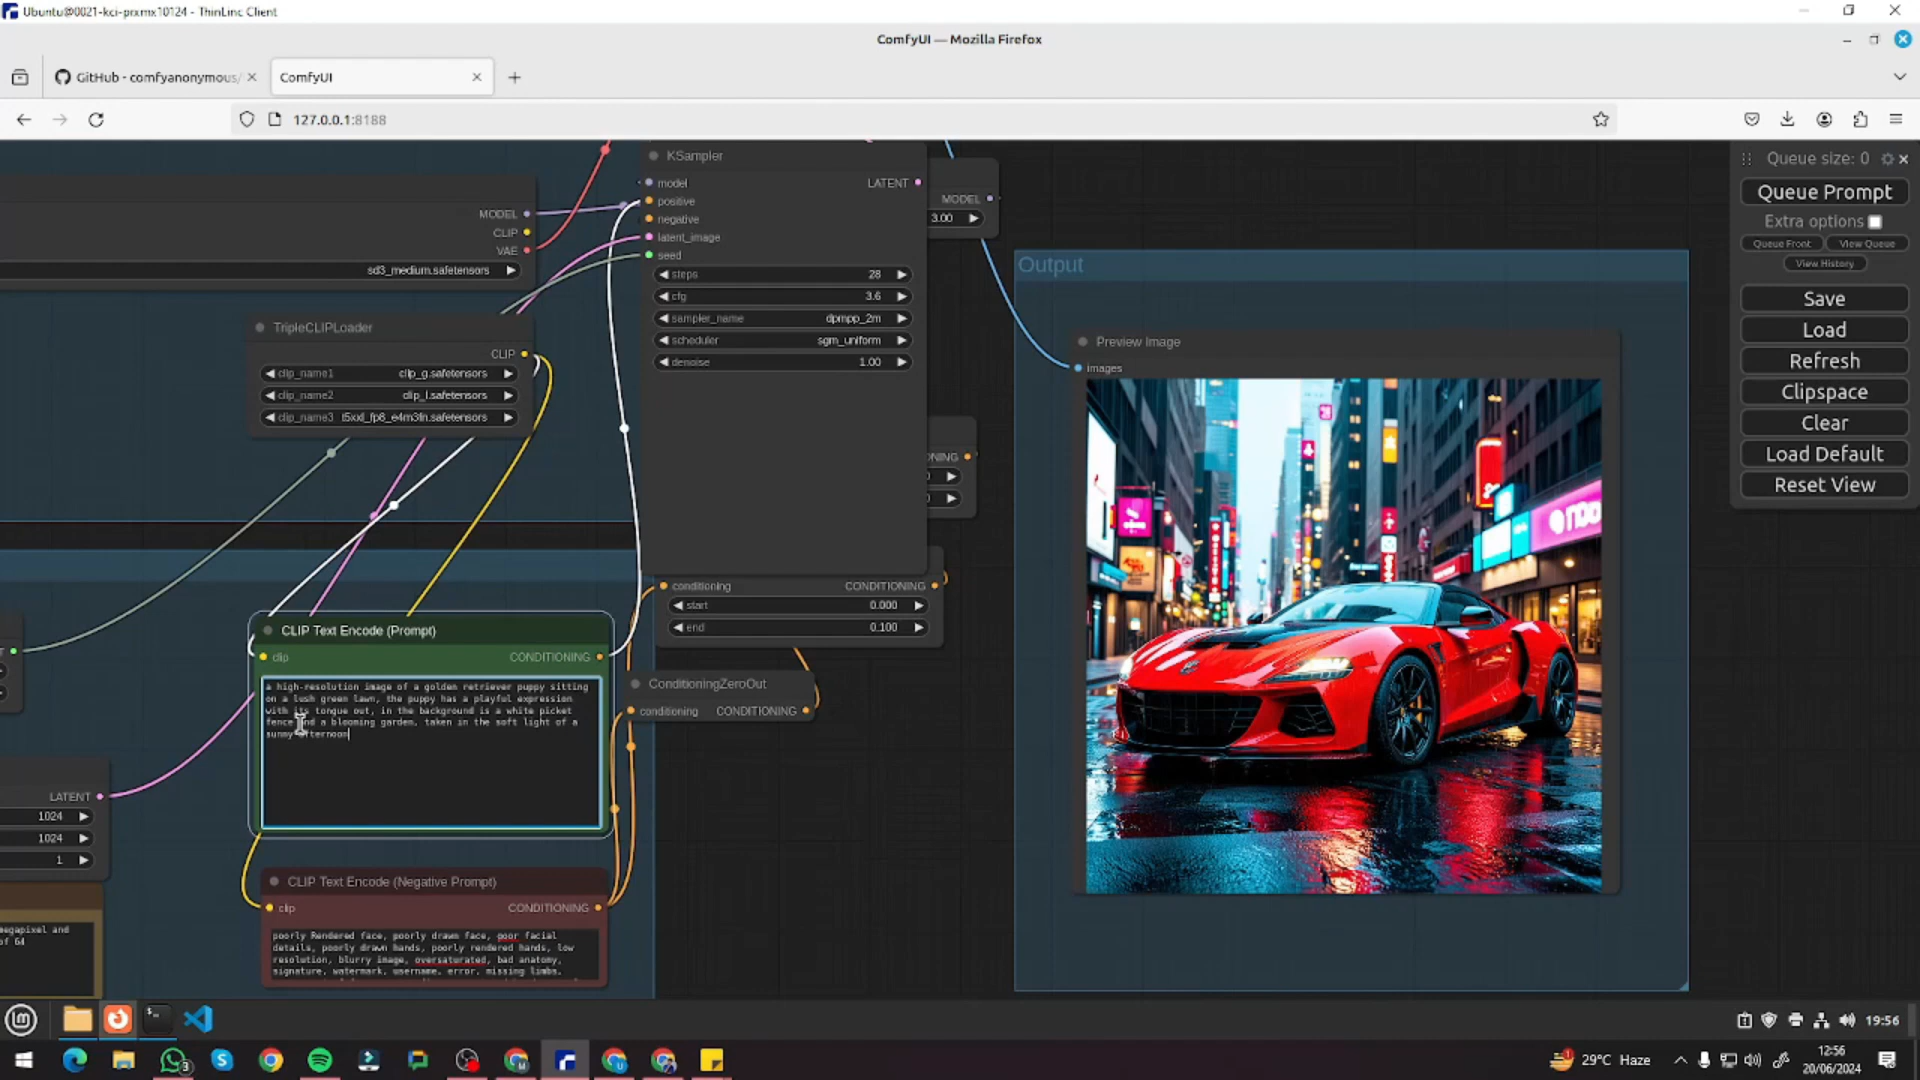 Ubuntu@0021-kci-prxmx10124 - ThinLinc Client
ComfyUI — Mozilla Firefox
GitHub - comfyanonymous/
ComfyUI
127.0.0.1:8188
KSampler
model
LATENT
positive
negative
latent_image
seed
steps 28
cfg 3.6
sampler_name dpmpp_2m
scheduler sgm_uniform
denoise 1.00
MODEL
3.00
MODEL
CLIP
VAE
sd3_medium.safetensors
TripleCLIPLoader
CLIP
clip_name1 clip_g.safetensors
clip_name2 clip_l.safetensors
clip_name3 t5xxl_fp8_e4m3fn.safetensors
conditioning CONDITIONING
start 0.000
end 0.100
ConditioningZeroOut
conditioning CONDITIONING
CLIP Text Encode (Prompt)
clip CONDITIONING
a high-resolution image of a golden retriever puppy sitting
on a lush green lawn, the puppy has a playful expression
with its tongue out, in the background is a white picket
fence and a blooming garden, taken in the soft light of a
sunny afternoon
LATENT
1024
1024
1
CLIP Text Encode (Negative Prompt)
clip CONDITIONING
poorly Rendered face, poorly drawn face, poor facial
details, poorly drawn hands, poorly rendered hands, low
resolution, blurry image, oversaturated, bad anatomy,
signature, watermark, username, error, missing limbs,
megapixel and
of 64
Output
Preview Image
images
Queue size: 0
Queue Prompt
Extra options
Queue Front
View Queue
View History
Save
Load
Refresh
Clipspace
Clear
Load Default
Reset View
19:56
29°C Haze
12:56
20/06/2024